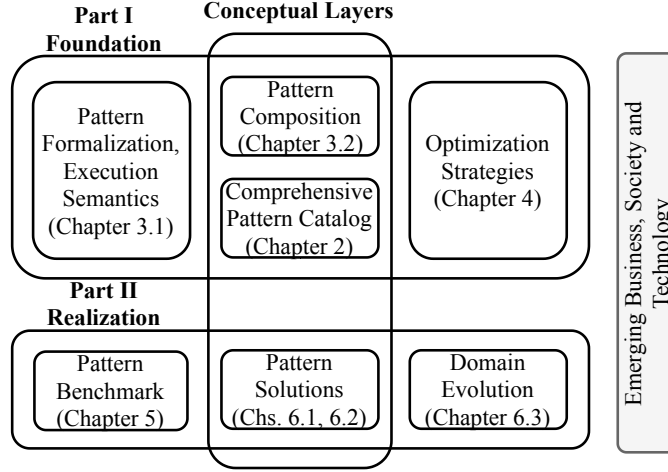 Part I
Foundation
Conceptual Layers
Pattern
Formalization,
Execution
Semantics
(Chapter 3.1)
Pattern
Composition
(Chapter 3.2)
Comprehensive
Pattern Catalog
(Chapter 2)
Optimization
Strategies
(Chapter 4)
Part II
Realization
Pattern
Benchmark
(Chapter 5)
Pattern
Solutions
(Chs. 6.1, 6.2)
Domain
Evolution
(Chapter 6.3)
Emerging Business, Society and
Technology